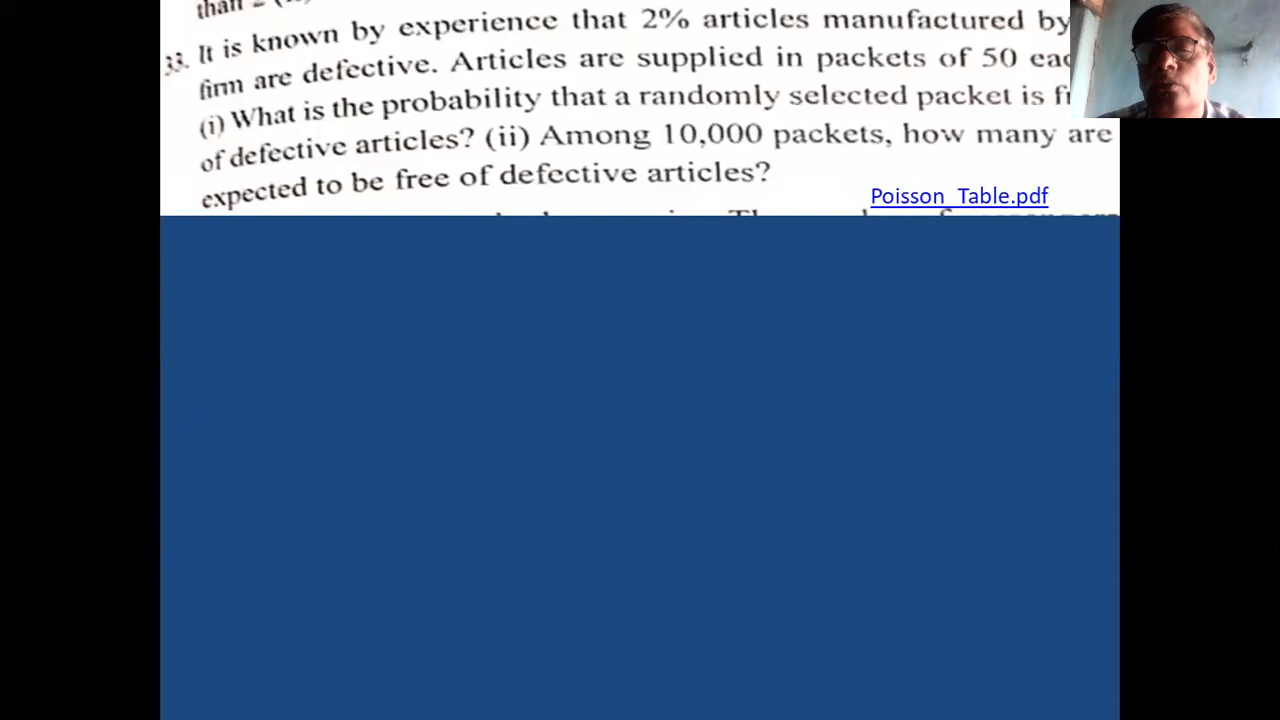 than 2
33. It is known by experience that 2% articles manufactured by
firm are defective. Articles are supplied in packets of 50
(i) What is the probability that a randomly selected packet is
of defective articles? (ii) Among 10,000 packets, how many are
expected to be free of defective articles?
Poisson_Table.pdf